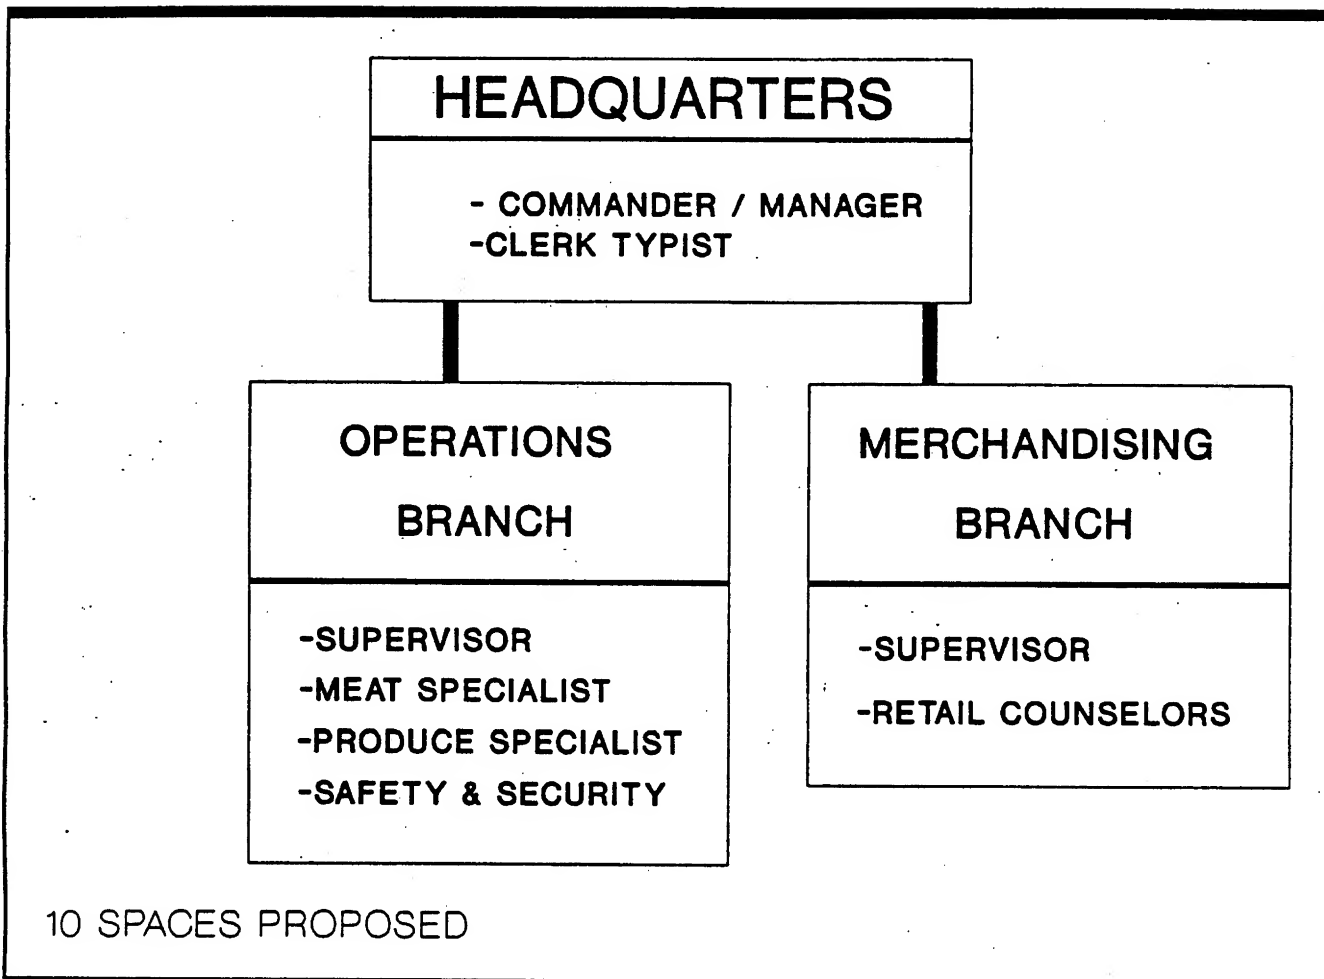 HEADQUARTERS
- COMMANDER / MANAGER
-CLERK TYPIST
OPERATIONS
BRANCH
-SUPERVISOR
-MEAT SPECIALIST
-PRODUCE SPECIALIST
-SAFETY & SECURITY
MERCHANDISING
BRANCH
-SUPERVISOR
-RETAIL COUNSELORS
10 SPACES PROPOSED